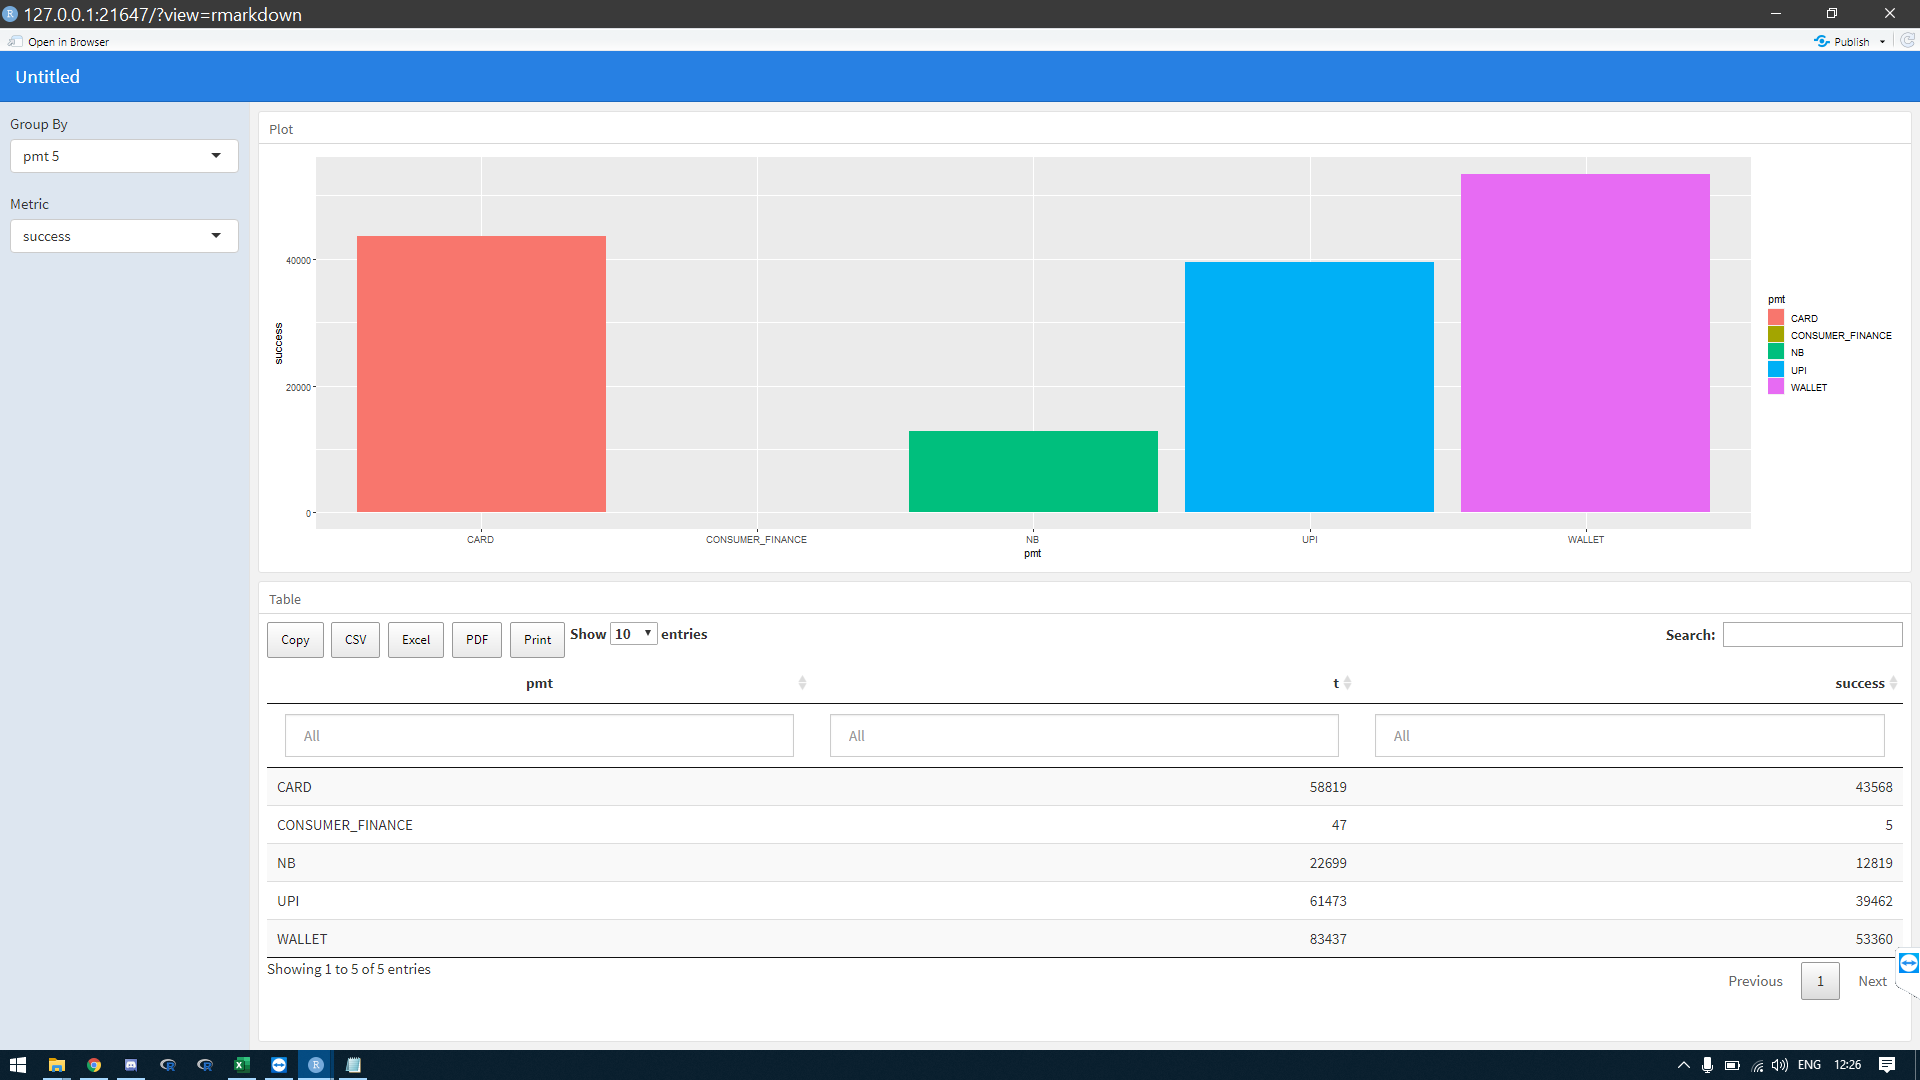 127.0.0.1:21647/?view=rmarkdown
Open in Browser
Publish
Untitled
Group By
pmt 5
Metric
success
Plot
40000
20000
0
success
CARD
CONSUMER_FINANCE
NB
UPI
WALLET
pmt
pmt
CARD
CONSUMER_FINANCE
NB
UPI
WALLET
Table
Copy CSV Excel PDF Print Show 10 entries Search:
pmt t success
All All All
CARD 58819 43568
CONSUMER_FINANCE 47 5
NB 22699 12819
UPI 61473 39462
WALLET 83437 53360
Showing 1 to 5 of 5 entries
Previous 1 Next
ENG 12:26